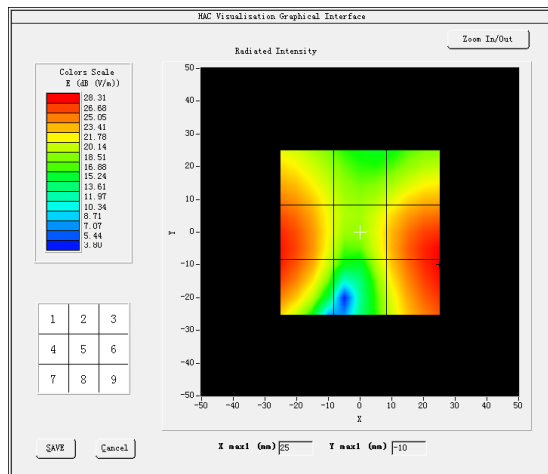 HAC Visualisation Graphical Interface
Zoom In/Out
Radiated Intensity
Colors Scale
E (dB (V/m))
28.31
26.68
25.05
23.41
21.78
20.14
18.51
16.88
15.24
13.61
11.97
10.34
8.71
7.07
5.44
3.80
50
40
30
20
10
0
-10
-20
-30
-40
-50
Y
-50 -40 -30 -20 -10 0 10 20 30 40 50
X
1 2 3
4 5 6
7 8 9
SAVE Cancel
X max1 (mm) 25 Y max1 (mm) -10